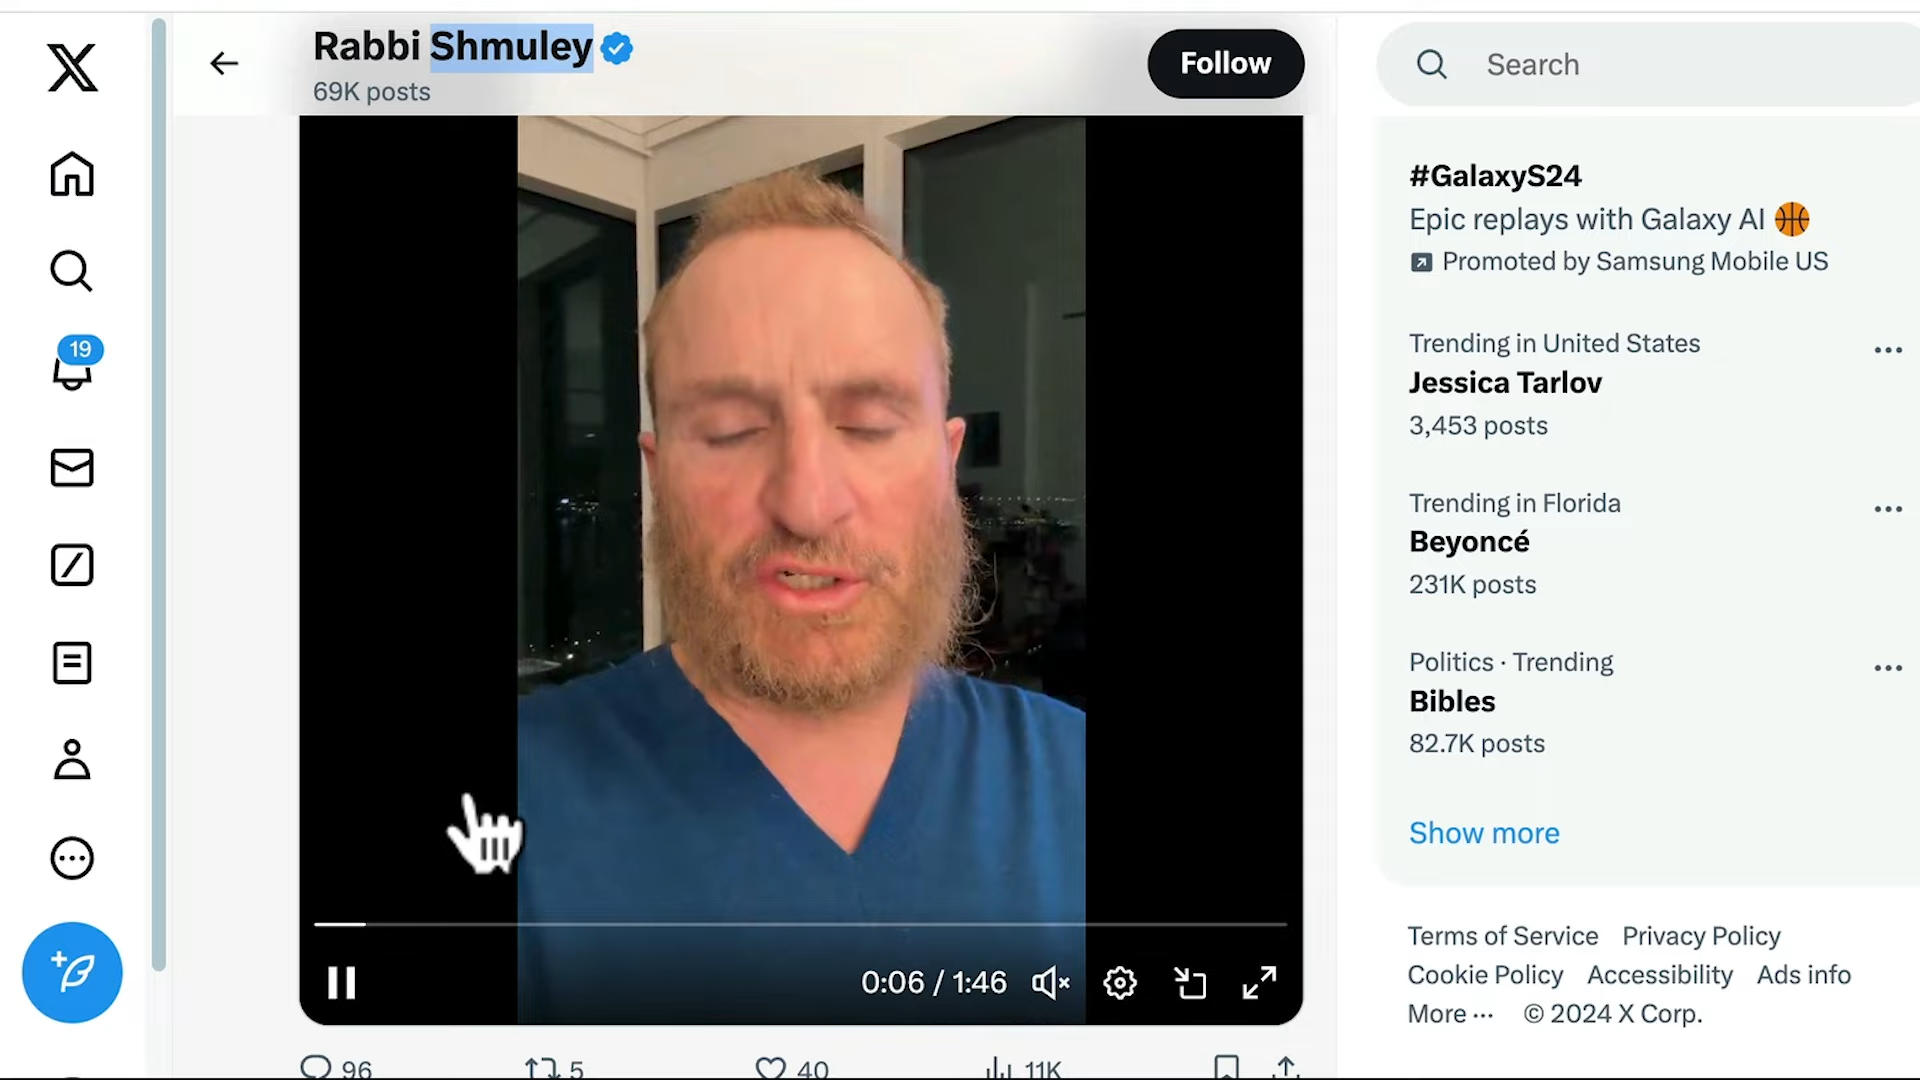 Rabbi Shmuley
69K posts
Follow
Search
19
#GalaxyS24
Epic replays with Galaxy AI 🏀
Promoted by Samsung Mobile US
Trending in United States
Jessica Tarlov
3,453 posts
Trending in Florida
Beyoncé
231K posts
Politics · Trending
Bibles
82.7K posts
Show more
0:06 / 1:46
Terms of Service Privacy Policy
Cookie Policy Accessibility Ads info
More ··· © 2024 X Corp.
96 5 40 11K